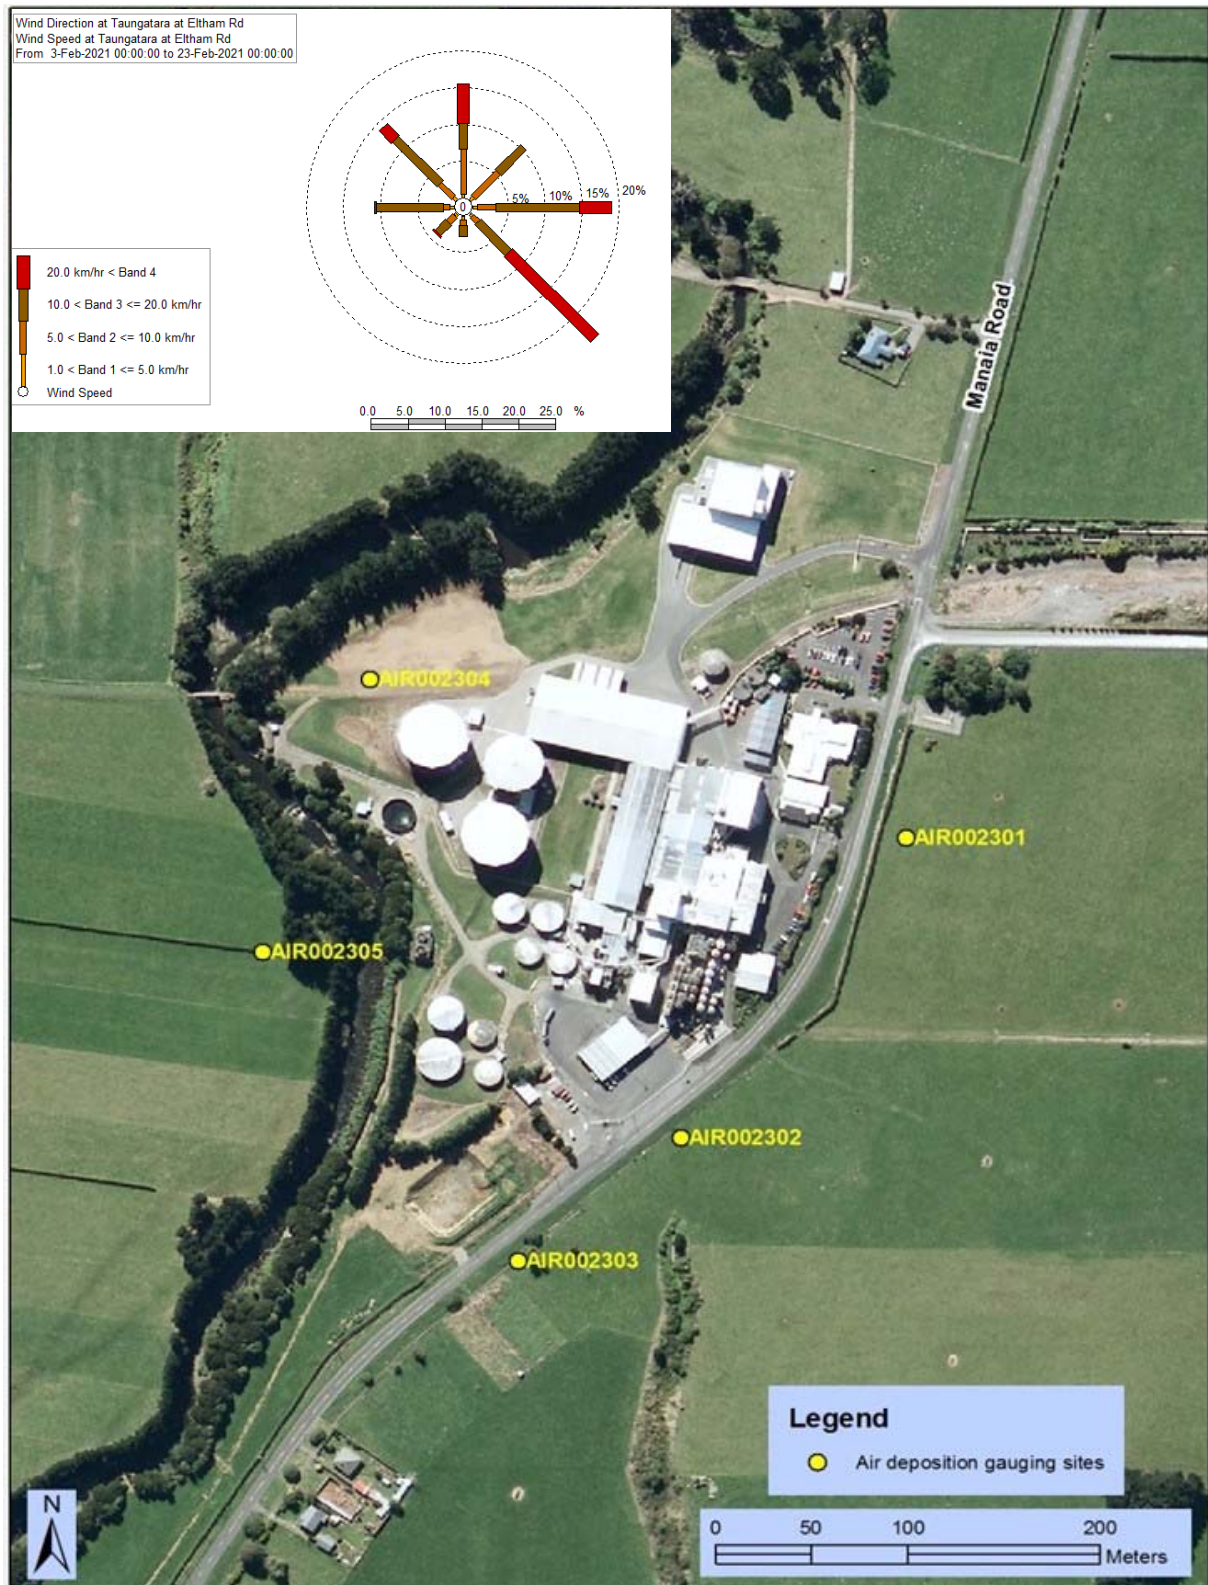 Wind Direction at Taungatara at Eltham Rd
Wind Speed at Taungatara at Eltham Rd
From 3-Feb-2021 00:00:00 to 23-Feb-2021 00:00:00
0
5%
10%
15%
20%
20.0 km/hr < Band 4
10.0 < Band 3 <= 20.0 km/hr
5.0 < Band 2 <= 10.0 km/hr
1.0 < Band 1 <= 5.0 km/hr
Wind Speed
0.0 5.0 10.0 15.0 20.0 25.0 %
Manaia Road
AIR002304
AIR002301
AIR002305
AIR002302
AIR002303
Legend
Air deposition gauging sites
N
0 50 100 200
Meters